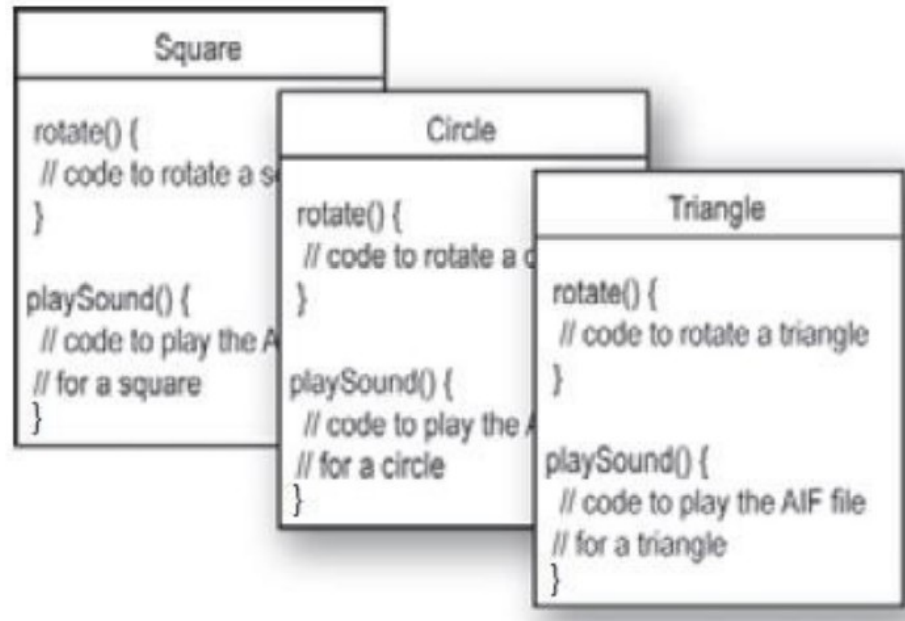 Square
rotate() {
// code to rotate a s
}
playSound() {
// code to play the A
// for a square
}
Circle
rotate() {
// code to rotate a
}
playSound() {
// code to play the
// for a circle
}
Triangle
rotate() {
// code to rotate a triangle
}
playSound() {
// code to play the AIF file
// for a triangle
}